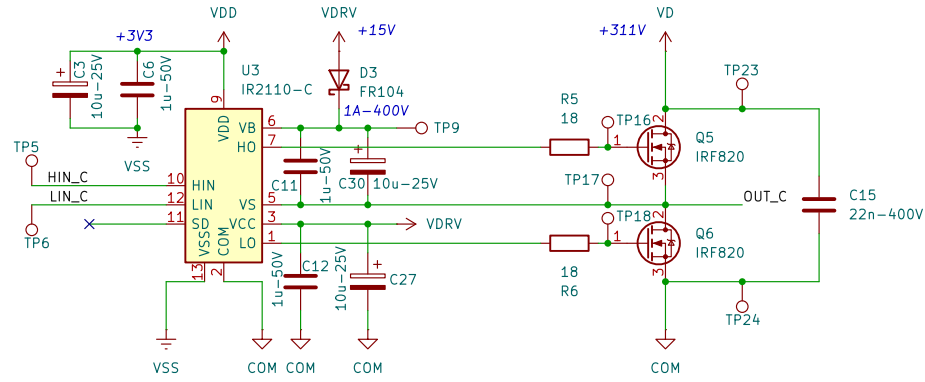 VDD
VDRV
VD
+3V3
+15V
+311V
C3
10u-25V
C6
1u-50V
U3
IR2110-C
D3
FR104
1A-400V
TP23
9
VDD
VB
6
TP9
R5
18
TP16
2
Q5
IRF820
1
3
HO
7
VSS
TP5
HIN_C
10
HIN
C11
1u-50V
C30
10u-25V
TP17
LIN_C
12
LIN
VS
5
OUT_C
C15
22n-400V
TP6
11
SD
VCC
3
VDRV
TP18
2
Q6
IRF820
1
3
VSS
COM
LO
1
18
R6
13
2
1u-50V
C12
10u-25V
C27
TP24
VSS
COM
COM
COM
COM